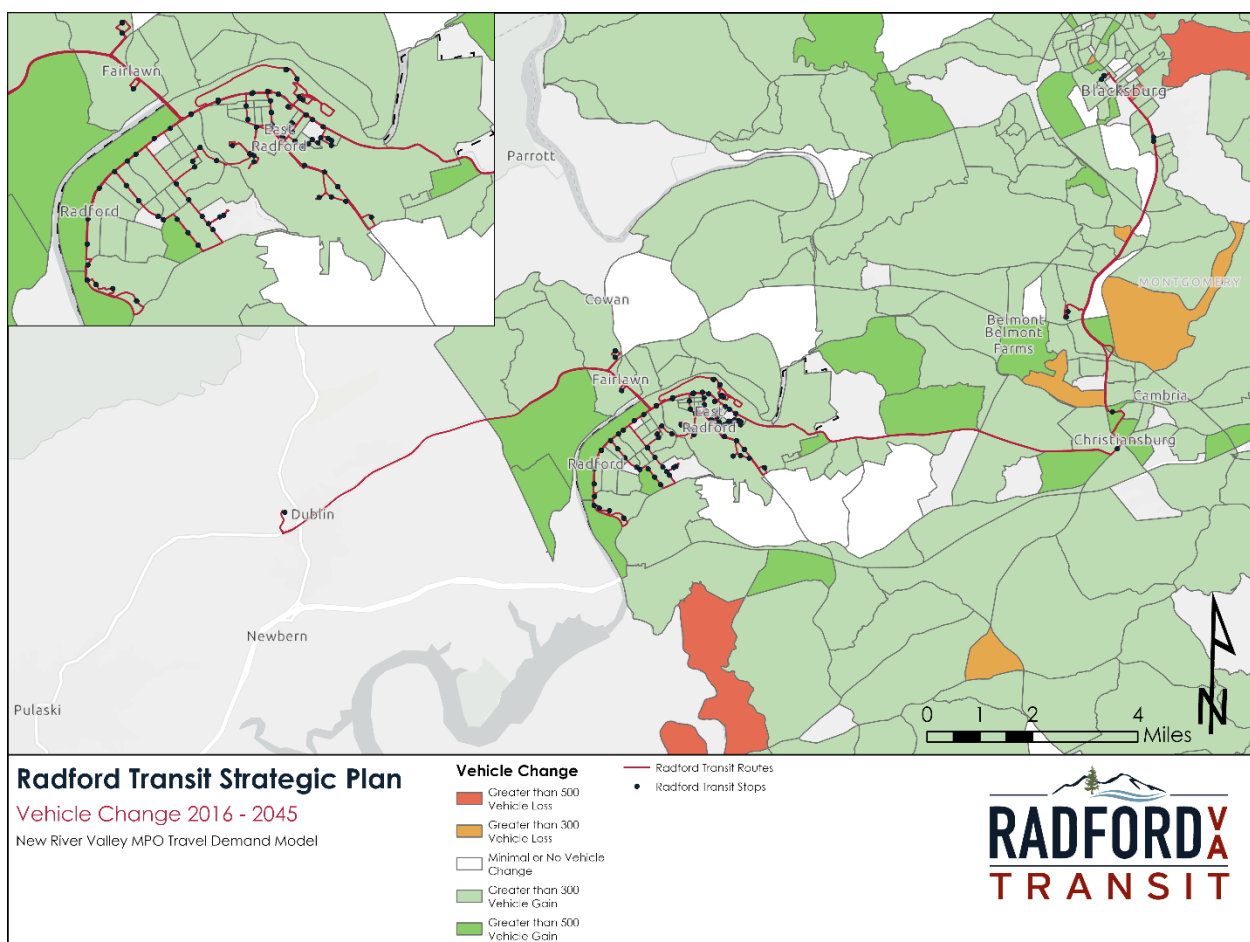 Fairlawn
East
Radford
Radford
Blacksburg
Parrott
MONTGOMERY
Cowan
Belmont
Belmont
Farms
Fairlawn
Cambria
East
Radford
Christiansburg
Radford
Dublin
Newbern
Pulaski
0 1 2 4
Miles
N
Radford Transit Strategic Plan
Vehicle Change 2016 - 2045
New River Valley MPO Travel Demand Model
Vehicle Change
Greater than 500
Vehicle Loss
Greater than 300
Vehicle Loss
Minimal or No Vehicle
Change
Greater than 300
Vehicle Gain
Greater than 500
Vehicle Gain
Radford Transit Routes
Radford Transit Stops
RADFORD VA
TRANSIT